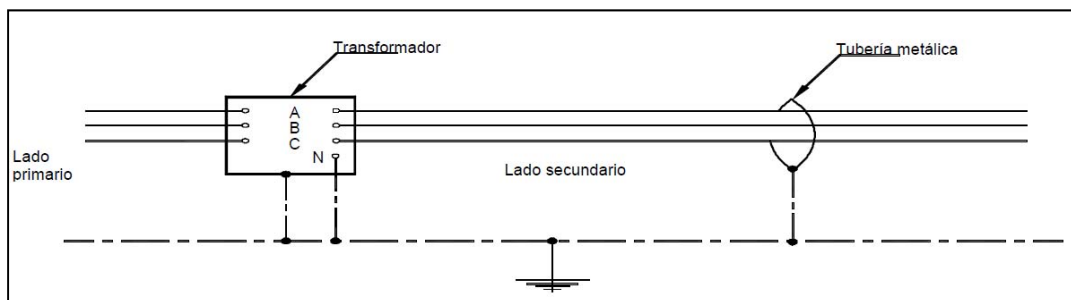 Transformador
Tubería metálica
A
B
C
N
Lado
primario
Lado secundario